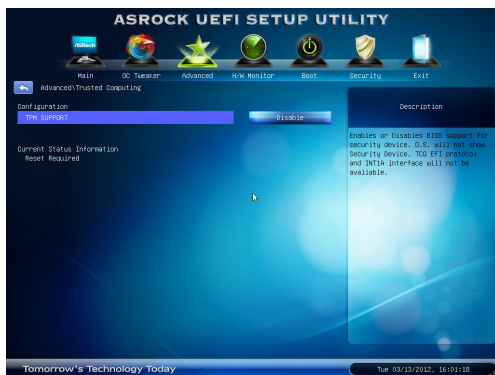 ASROCK UEFI SETUP UTILITY
ASRock
Main OC Tweaker Advanced H/W Monitor Boot Security Exit
Advanced\Trusted Computing
Configuration
TPM SUPPORT Disable
Current Status Information
Reset Required
Description
Enables or Disables BIOS support for
security device. O.S. will not show
Security Device. TCG EFI protocol
and INT1A interface will not be
available.
Tomorrow's Technology Today
Tue 03/13/2012, 16:01:18